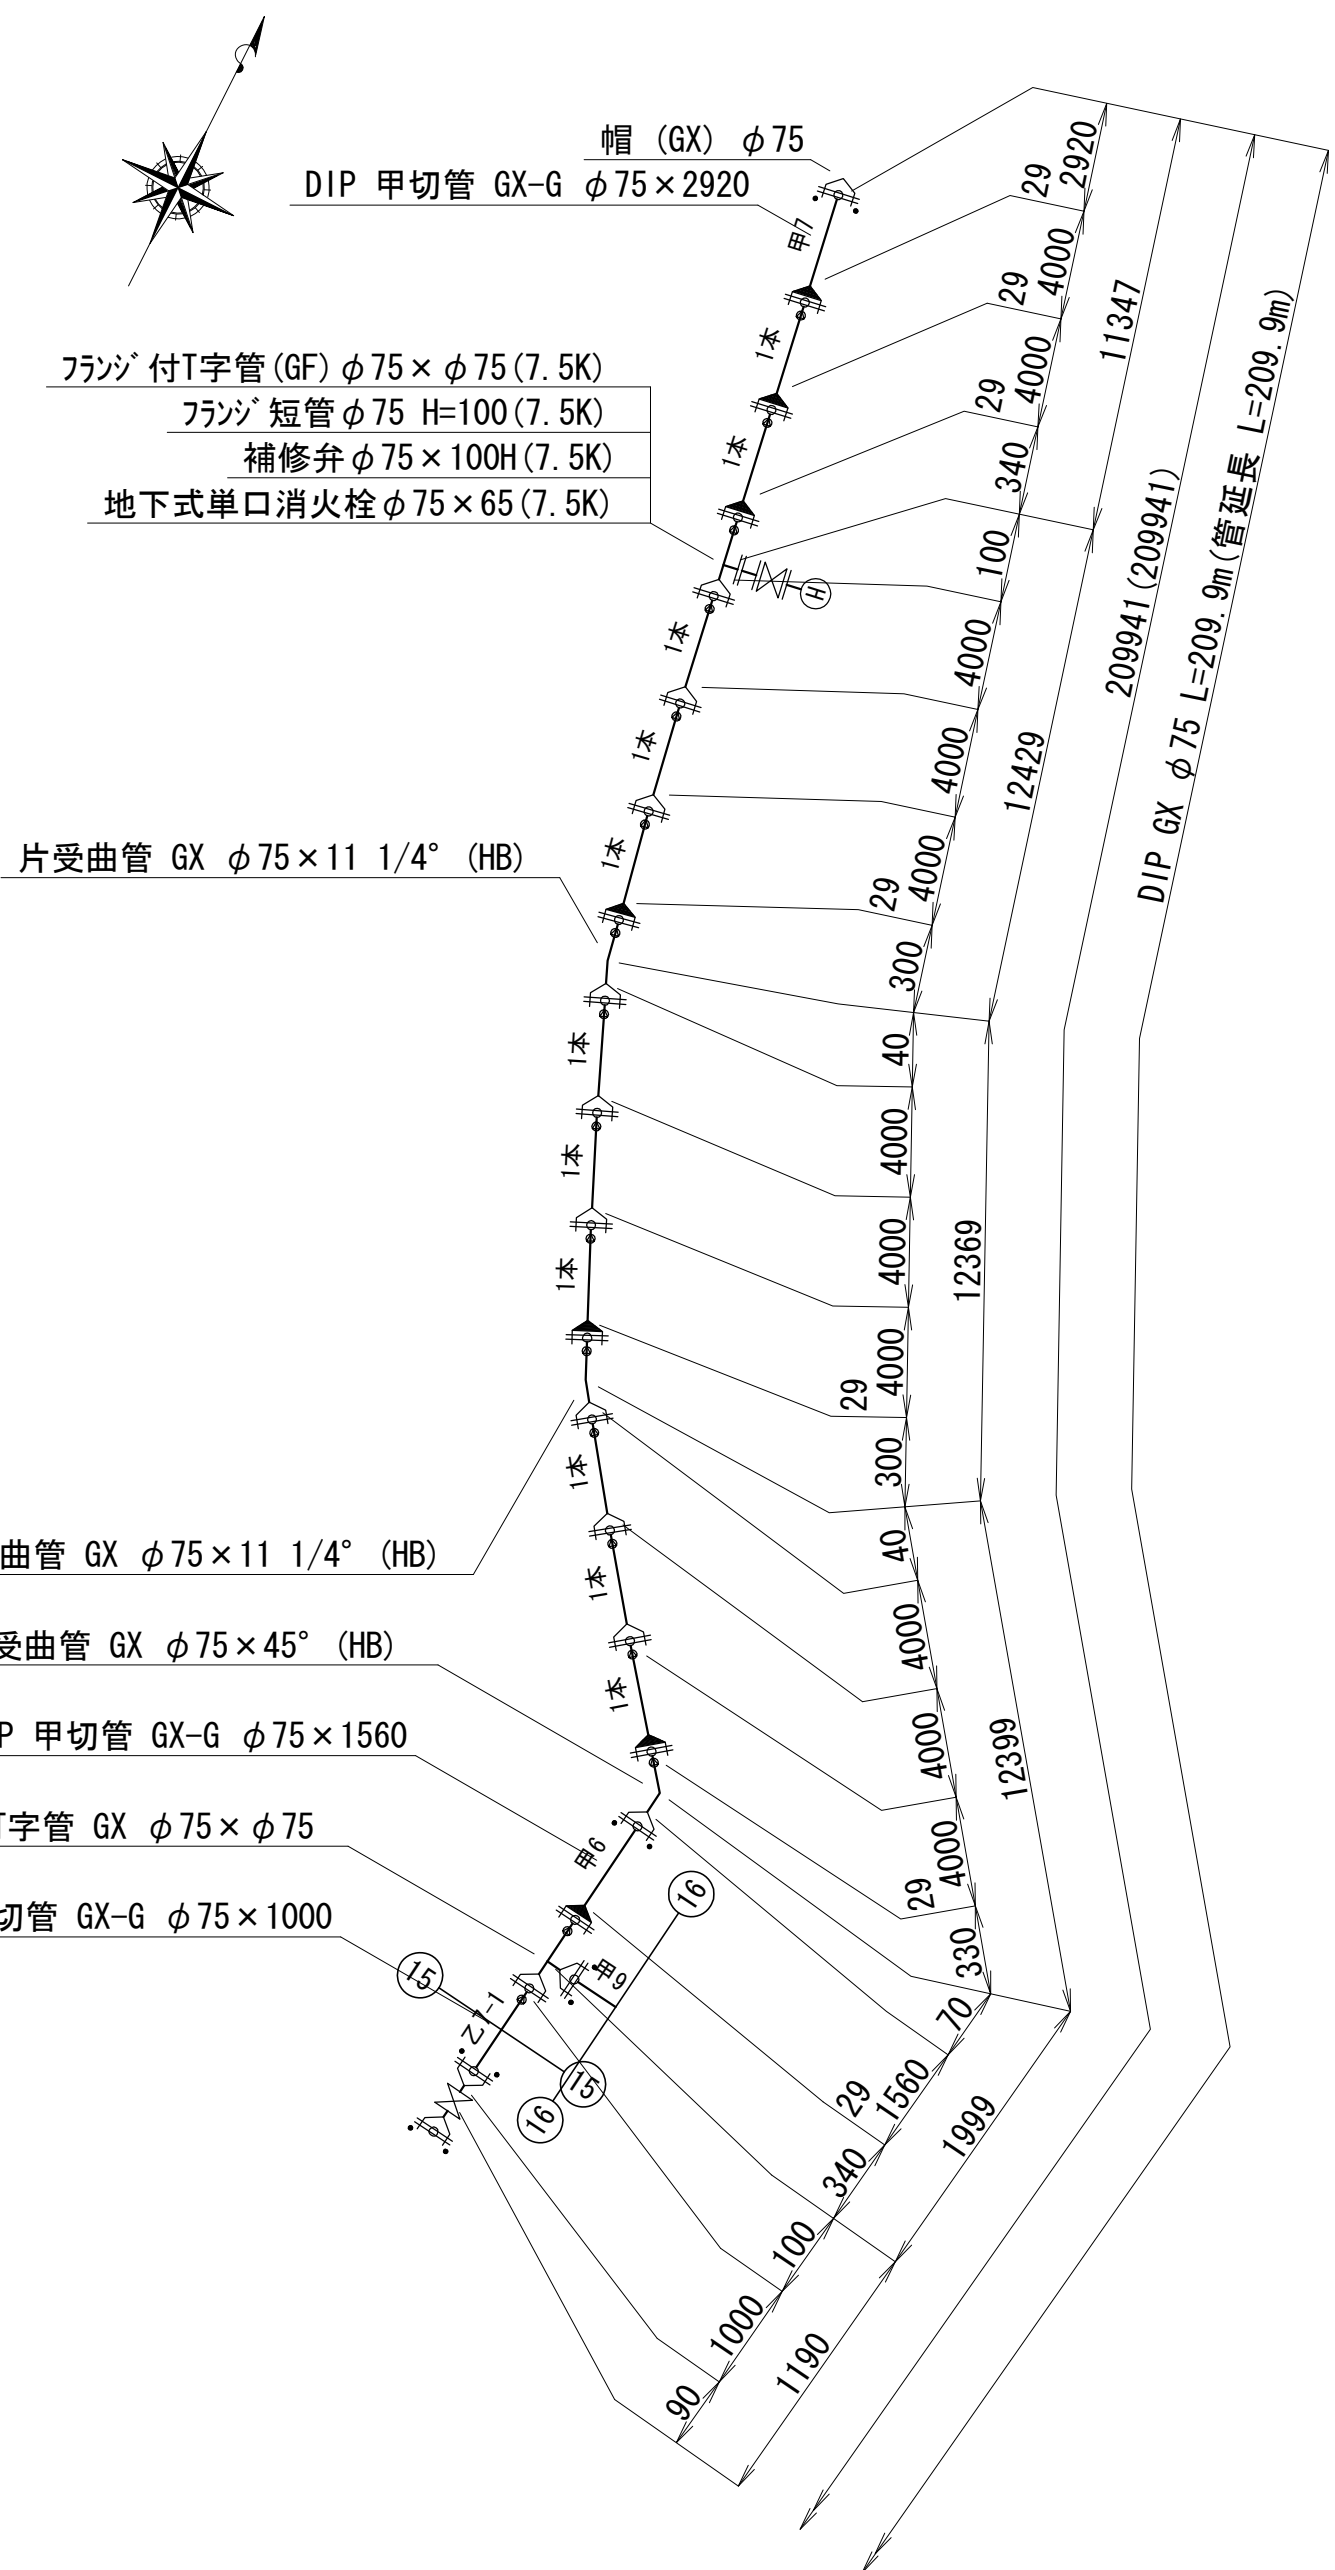 帽 (GX) φ75
DIP 甲切管 GX-G φ75×2920
フランジ付T字管(GF)φ75×φ75(7.5K)
フランジ短管φ75 H=100(7.5K)
補修弁φ75×100H(7.5K)
地下式単口消火栓φ75×65(7.5K)
片受曲管 GX φ75×11 1/4° (HB)
曲管 GX φ75×11 1/4° (HB)
受曲管 GX φ75×45° (HB)
P 甲切管 GX-G φ75×1560
T字管 GX φ75×φ75
切管 GX-G φ75×1000
甲7
1本
1本
H
1本
1本
1本
1本
1本
1本
1本
1本
1本
甲6
甲9
乙7-1
15
15
16
16
29
2920
29
4000
29
4000
340
100
4000
4000
29
4000
300
40
4000
4000
29
4000
300
40
4000
4000
29
4000
330
70
29
1560
340
100
1000
90
11347
12429
12369
12399
1999
1190
209941(209941)
DIP GX φ75 L=209.9m(管延長 L=209.9m)